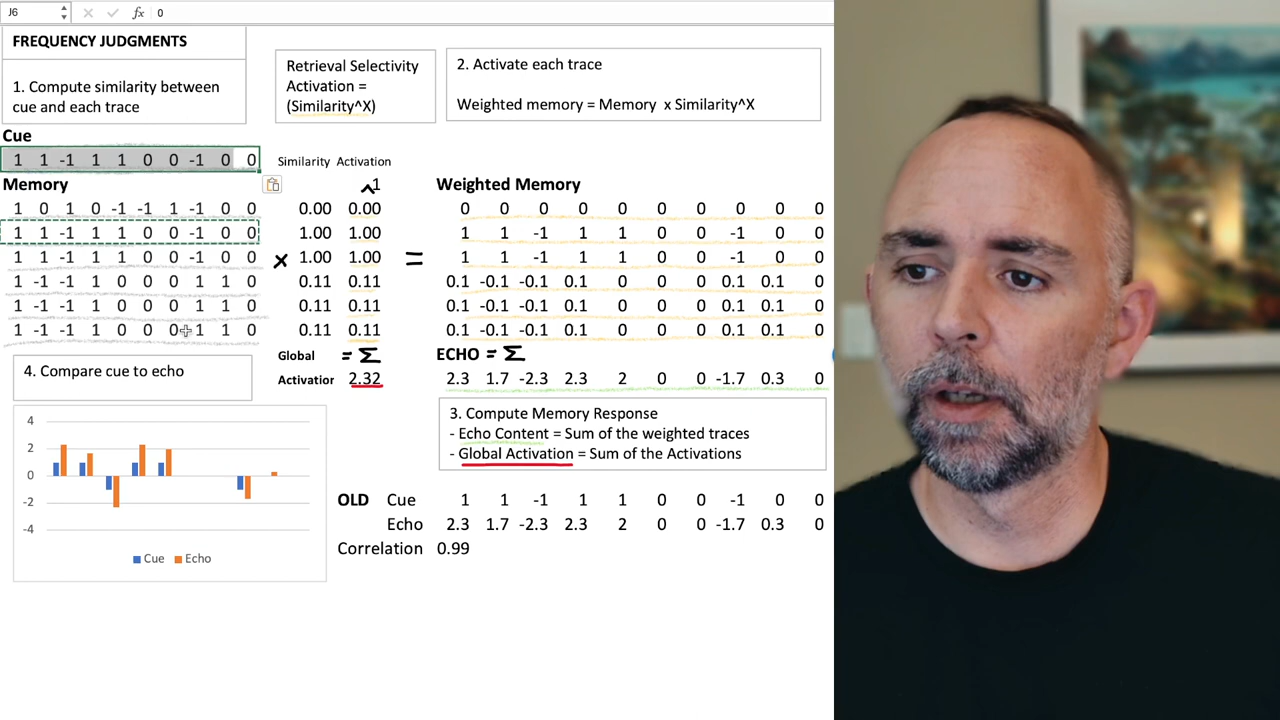 J6 fx 0
FREQUENCY JUDGMENTS
1. Compute similarity between
cue and each trace
Retrieval Selectivity
Activation =
(Similarity^X)
2. Activate each trace
Weighted memory = Memory x Similarity^X
Cue
1 1 -1 1 1 0 0 -1 0 0
Similarity Activation
Memory
^1
Weighted Memory
1 0 1 0 -1 -1 1 -1 0 0 0.00 0.00 0 0 0 0 0 0 0 0 0 0
1 1 -1 1 1 0 0 -1 0 0 1.00 1.00 1 1 -1 1 1 0 0 -1 0 0
1 1 -1 1 1 0 0 -1 0 0 × 1.00 1.00 = 1 1 -1 1 1 0 0 -1 0 0
1 -1 -1 1 0 0 0 1 1 0 0.11 0.11 0.1 -0.1 -0.1 0.1 0 0 0 0.1 0.1 0
1 -1 -1 1 0 0 0 1 1 0 0.11 0.11 0.1 -0.1 -0.1 0.1 0 0 0 0.1 0.1 0
1 -1 -1 1 0 0 0 1 1 0 0.11 0.11 0.1 -0.1 -0.1 0.1 0 0 0 0.1 0.1 0
Global = Σ
Activation 2.32
ECHO = Σ
2.3 1.7 -2.3 2.3 2 0 0 -1.7 0.3 0
4. Compare cue to echo
3. Compute Memory Response
- Echo Content = Sum of the weighted traces
- Global Activation = Sum of the Activations
4
2
0
-2
-4
Cue Echo
OLD Cue 1 1 -1 1 1 0 0 -1 0 0
Echo 2.3 1.7 -2.3 2.3 2 0 0 -1.7 0.3 0
Correlation 0.99